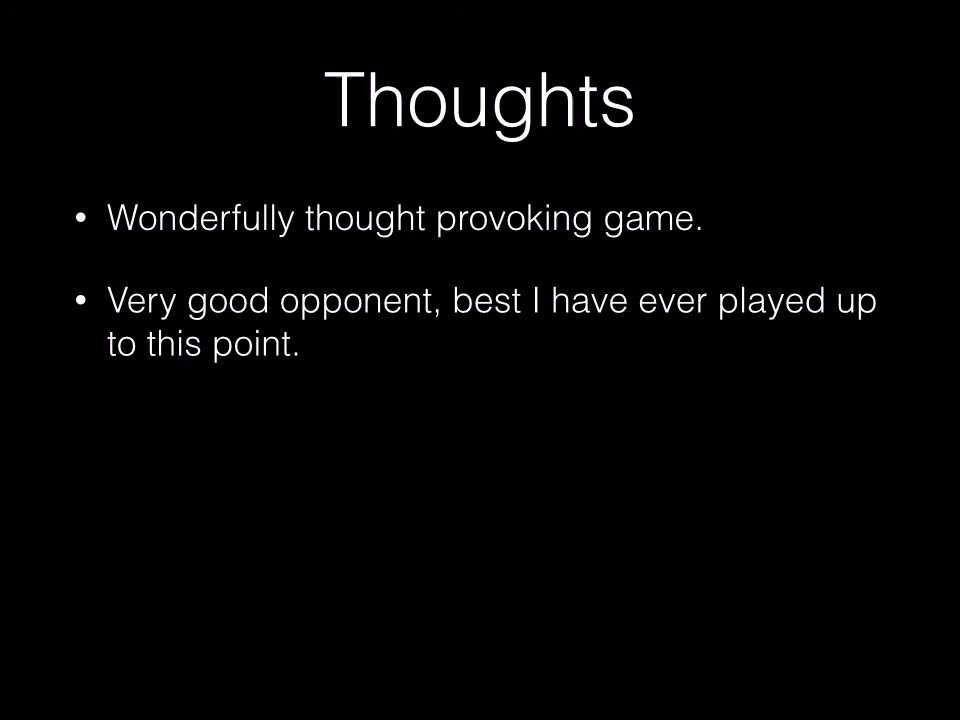 Thoughts
• Wonderfully thought provoking game.
• Very good opponent, best I have ever played up
to this point.